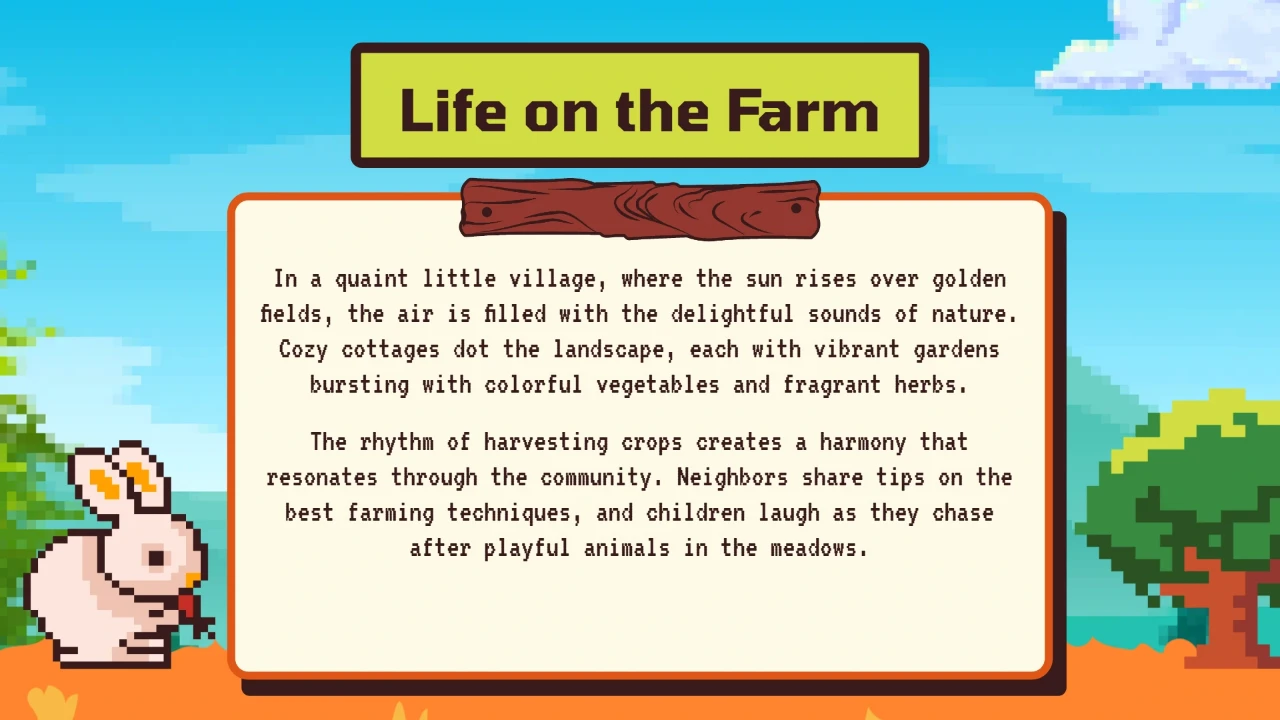 Life on the Farm
In a quaint little village, where the sun rises over golden
fields, the air is filled with the delightful sounds of nature.
Cozy cottages dot the landscape, each with vibrant gardens
bursting with colorful vegetables and fragrant herbs.
The rhythm of harvesting crops creates a harmony that
resonates through the community. Neighbors share tips on the
best farming techniques, and children laugh as they chase
after playful animals in the meadows.